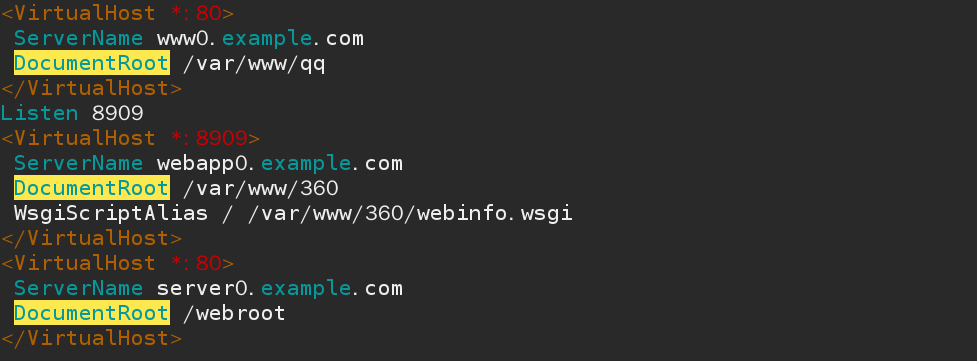 <VirtualHost *:80>
 ServerName www0.example.com
 DocumentRoot /var/www/qq
</VirtualHost>
Listen 8909
<VirtualHost *:8909>
 ServerName webapp0.example.com
 DocumentRoot /var/www/360
 WsgiScriptAlias / /var/www/360/webinfo.wsgi
</VirtualHost>
<VirtualHost *:80>
 ServerName server0.example.com
 DocumentRoot /webroot
</VirtualHost>